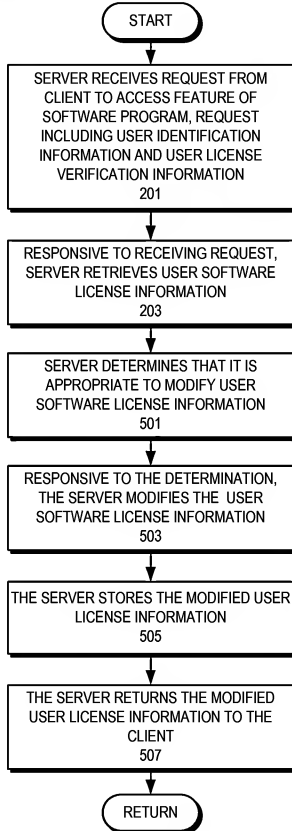 START
SERVER RECEIVES REQUEST FROM
CLIENT TO ACCESS FEATURE OF
SOFTWARE PROGRAM, REQUEST
INCLUDING USER IDENTIFICATION
INFORMATION AND USER LICENSE
VERIFICATION INFORMATION
201
RESPONSIVE TO RECEIVING REQUEST,
SERVER RETRIEVES USER SOFTWARE
LICENSE INFORMATION
203
SERVER DETERMINES THAT IT IS
APPROPRIATE TO MODIFY USER
SOFTWARE LICENSE INFORMATION
501
RESPONSIVE TO THE DETERMINATION,
THE SERVER MODIFIES THE USER
SOFTWARE LICENSE INFORMATION
503
THE SERVER STORES THE MODIFIED USER
LICENSE INFORMATION
505
THE SERVER RETURNS THE MODIFIED
USER LICENSE INFORMATION TO THE
CLIENT
507
RETURN